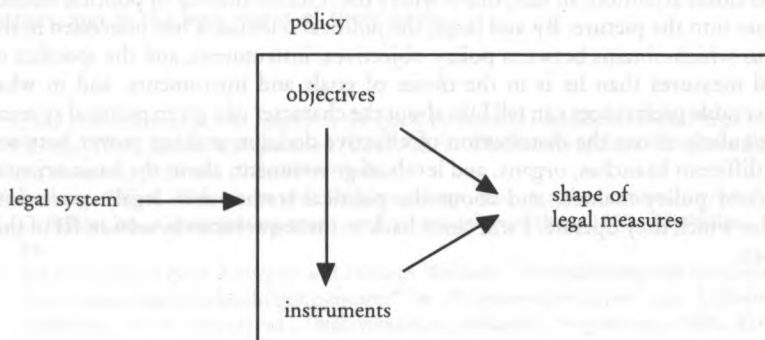 policy
objectives
legal system
shape of
legal measures
instruments